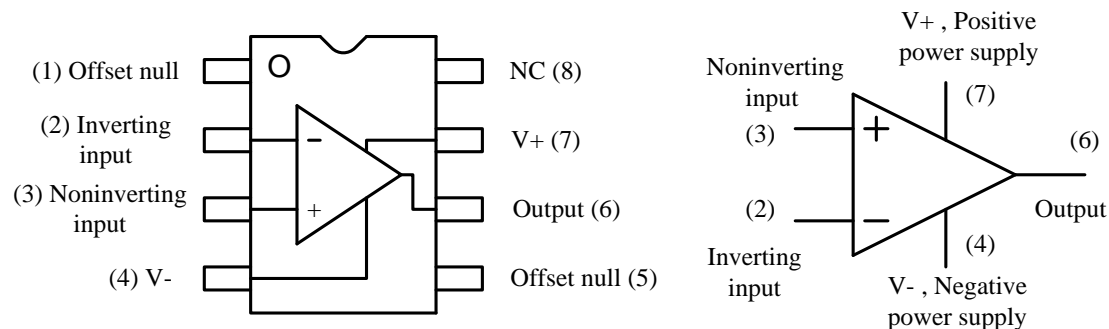 (1) Offset null
O
NC (8)
(2) Inverting
input
−
V+ (7)
(3) Noninverting
input
+
Output (6)
(4) V-
Offset null (5)
V+ , Positive
power supply
Noninverting
input
(7)
(3)
+
(6)
(2)
−
Output
Inverting
input
(4)
V- , Negative
power supply